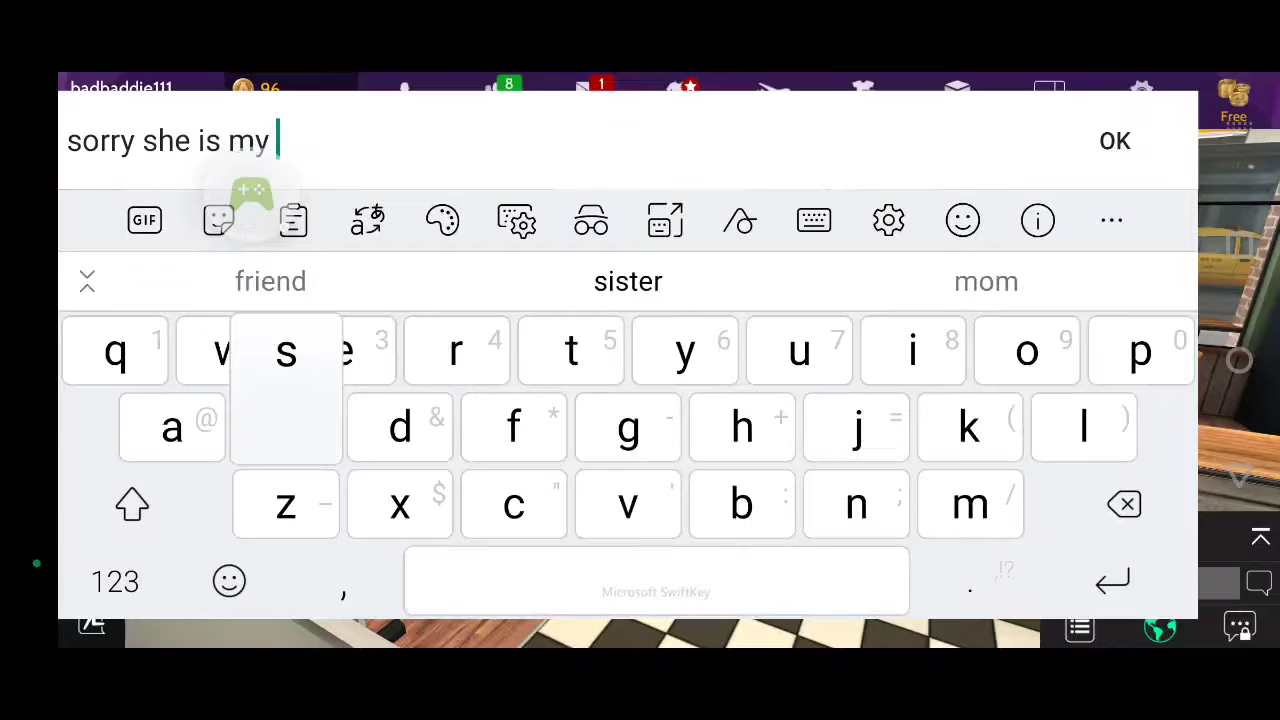 badbaddie111 96 8 1
Free
sorry she is my
OK
GIF
friend sister mom
q 1 w s e 3 r 4 t 5 y 6 u 7 i 8 o 9 p 0
a @ d & f * g - h + j = k ( l )
z _ x $ c " v ' b : n ; m /
123 , Microsoft SwiftKey . ,!?